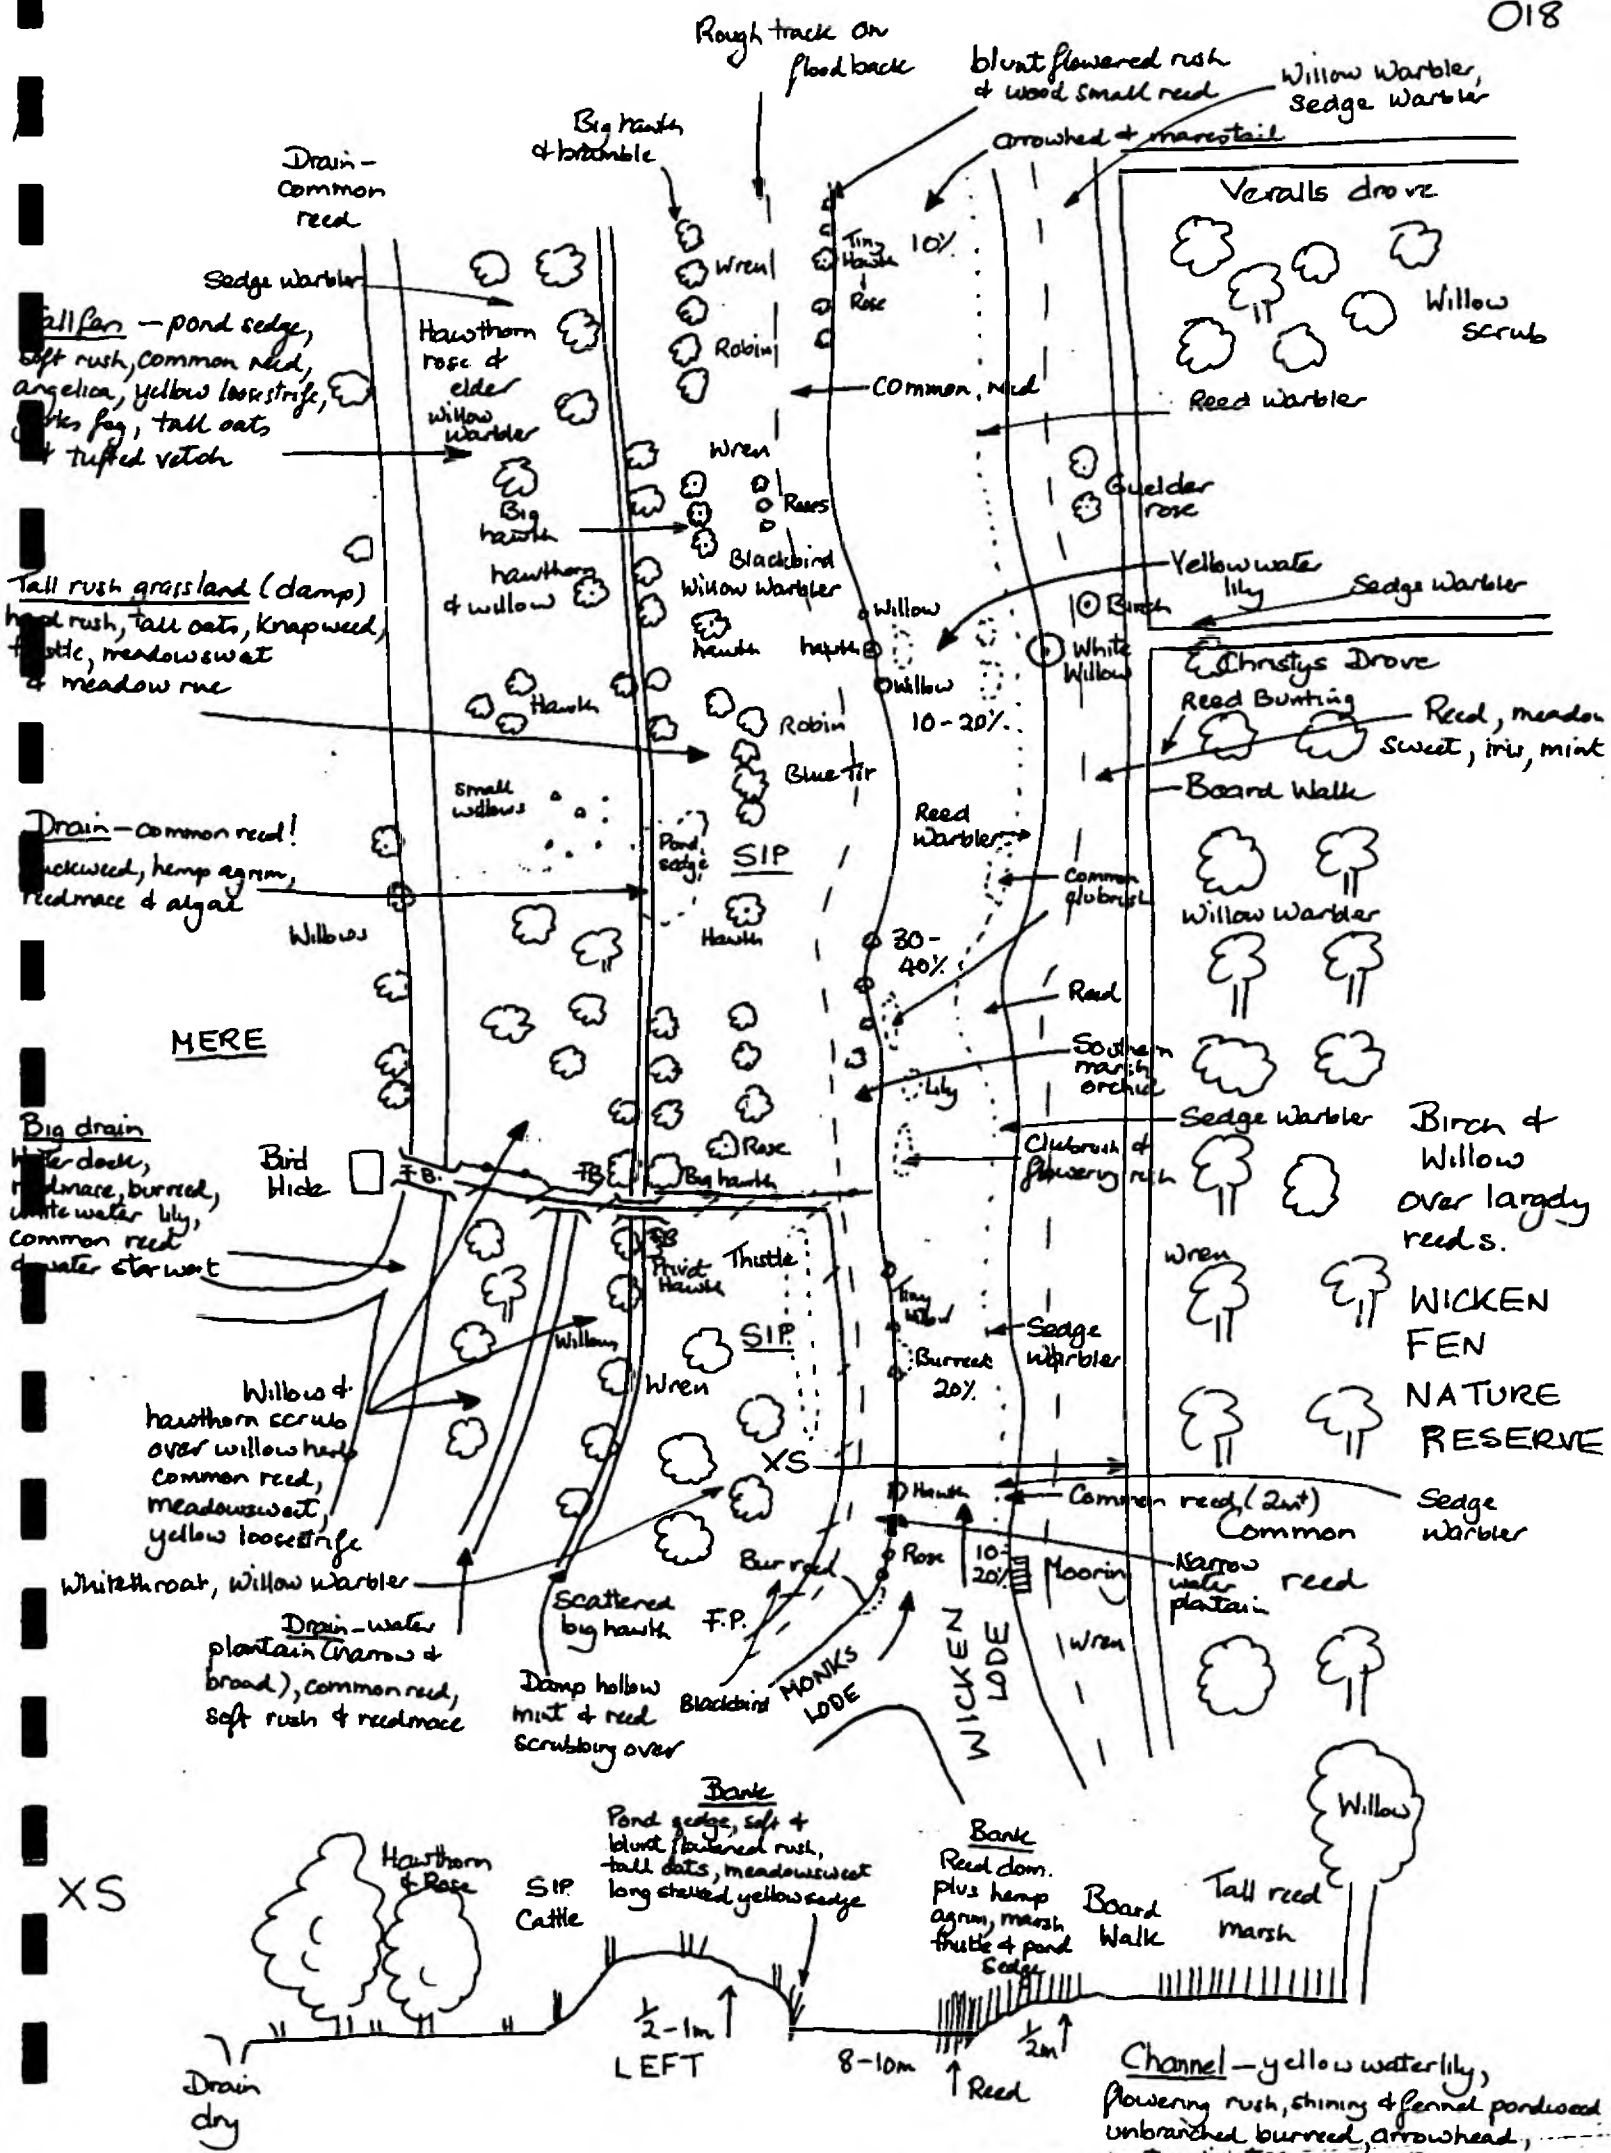 018
Rough track on
floodback
blunt flowered rush
& wood small reed
Willow Warbler,
Sedge Warbler
Big hawth
& bramble
arrowhed & marestail
Drain -
Common
reed
Veralls drove
Wren
Tiny
Hawth
Rose
10%
Sedge Warbler
Willow
scrub
Tall fen - pond sedge,
soft rush, common reed,
angelica, yellow loosestrife,
fog, tall oats
& tufted vetch
Hawthorn
rose &
elder
Willow
Warbler
Robin
Common reed
Reed Warbler
Wren
Guelder
rose
Big
hawth
Roses
Blackbird
Willow Warbler
Yellow water
lily
Sedge Warbler
Tall rush grassland (damp)
hard rush, tall oats, Knapweed,
thistle, meadowswat
& meadow rue
hawthorn
& willow
Willow
Birch
hawth
hawth
White
Willow
Christys Drove
Willow
Hawth
Robin
10-20%
Reed Bunting
Reed, meadow
sweet, iris, mint
Blue tit
Board Walk
small
willows
Reed
Warbler
Drain - common reed!
duckweed, hemp agrim,
reedmace & algae
Pond
sedge
SIP
Common
clubrush
Willow Warbler
Willows
Hawth
30-
40%
Reed
MERE
Southern
marsh
orchid
Lily
Sedge Warbler
Birch &
Willow
over largely
reeds.
Big drain
Water dock,
reedmace, burreed,
white water lily,
common reed
& water starwort
Bird
Hide
F.B.
FB
Rose
Big hawth
Clubrush &
flowering rush
FB
Privet
Hawth
Thistle
Wren
WICKEN
FEN
NATURE
RESERVE
Tiny
Willow
Willows
SIP.
Sedge
Warbler
Burreed
20%
Wren
Willow &
hawthorn scrub
over willowherb
Common reed,
meadowsweet,
yellow loosestrife
XS
Hawth
Common reed (2m+)
Common
reed
Sedge
Warbler
Whitethroat, Willow Warbler
Burreed
Rose
10-
20%
Mooring
Narrow
water
plantain
Scattered
big hawth
F.P.
Drain - water
plantain (narrow &
broad), common reed,
soft rush & reedmace
WICKEN
LODE
Wren
Damp hollow
mint & reed
scrubbing over
Blackbird
MONKS
LODE
Bank
Pond sedge, soft &
blunt flowered rush,
tall oats, meadowsweet
long stalked yellow sedge
Bank
Reed dom.
plus hemp
agrim, marsh
thistle & pond
Sedge
Willow
XS
Hawthorn
& Rose
SIP.
Cattle
Board
Walk
Tall reed
marsh
½-1m
LEFT
8-10m
½m
Reed
Drain
dry
Channel - yellow waterlily,
flowering rush, shining & fennel pondweed
unbranched burreed, arrowhead,